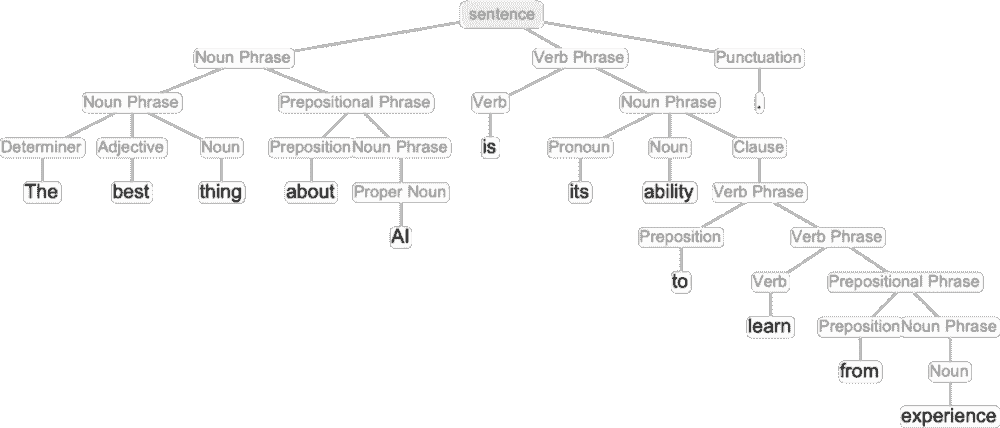 sentence
Noun Phrase Verb Phrase Punctuation
Noun Phrase Prepositional Phrase Verb Noun Phrase .
Determiner Adjective Noun Preposition Noun Phrase is Pronoun Noun Clause
The best thing about Proper Noun its ability Verb Phrase
AI Preposition Verb Phrase
to Verb Prepositional Phrase
learn Preposition Noun Phrase
from Noun
experience